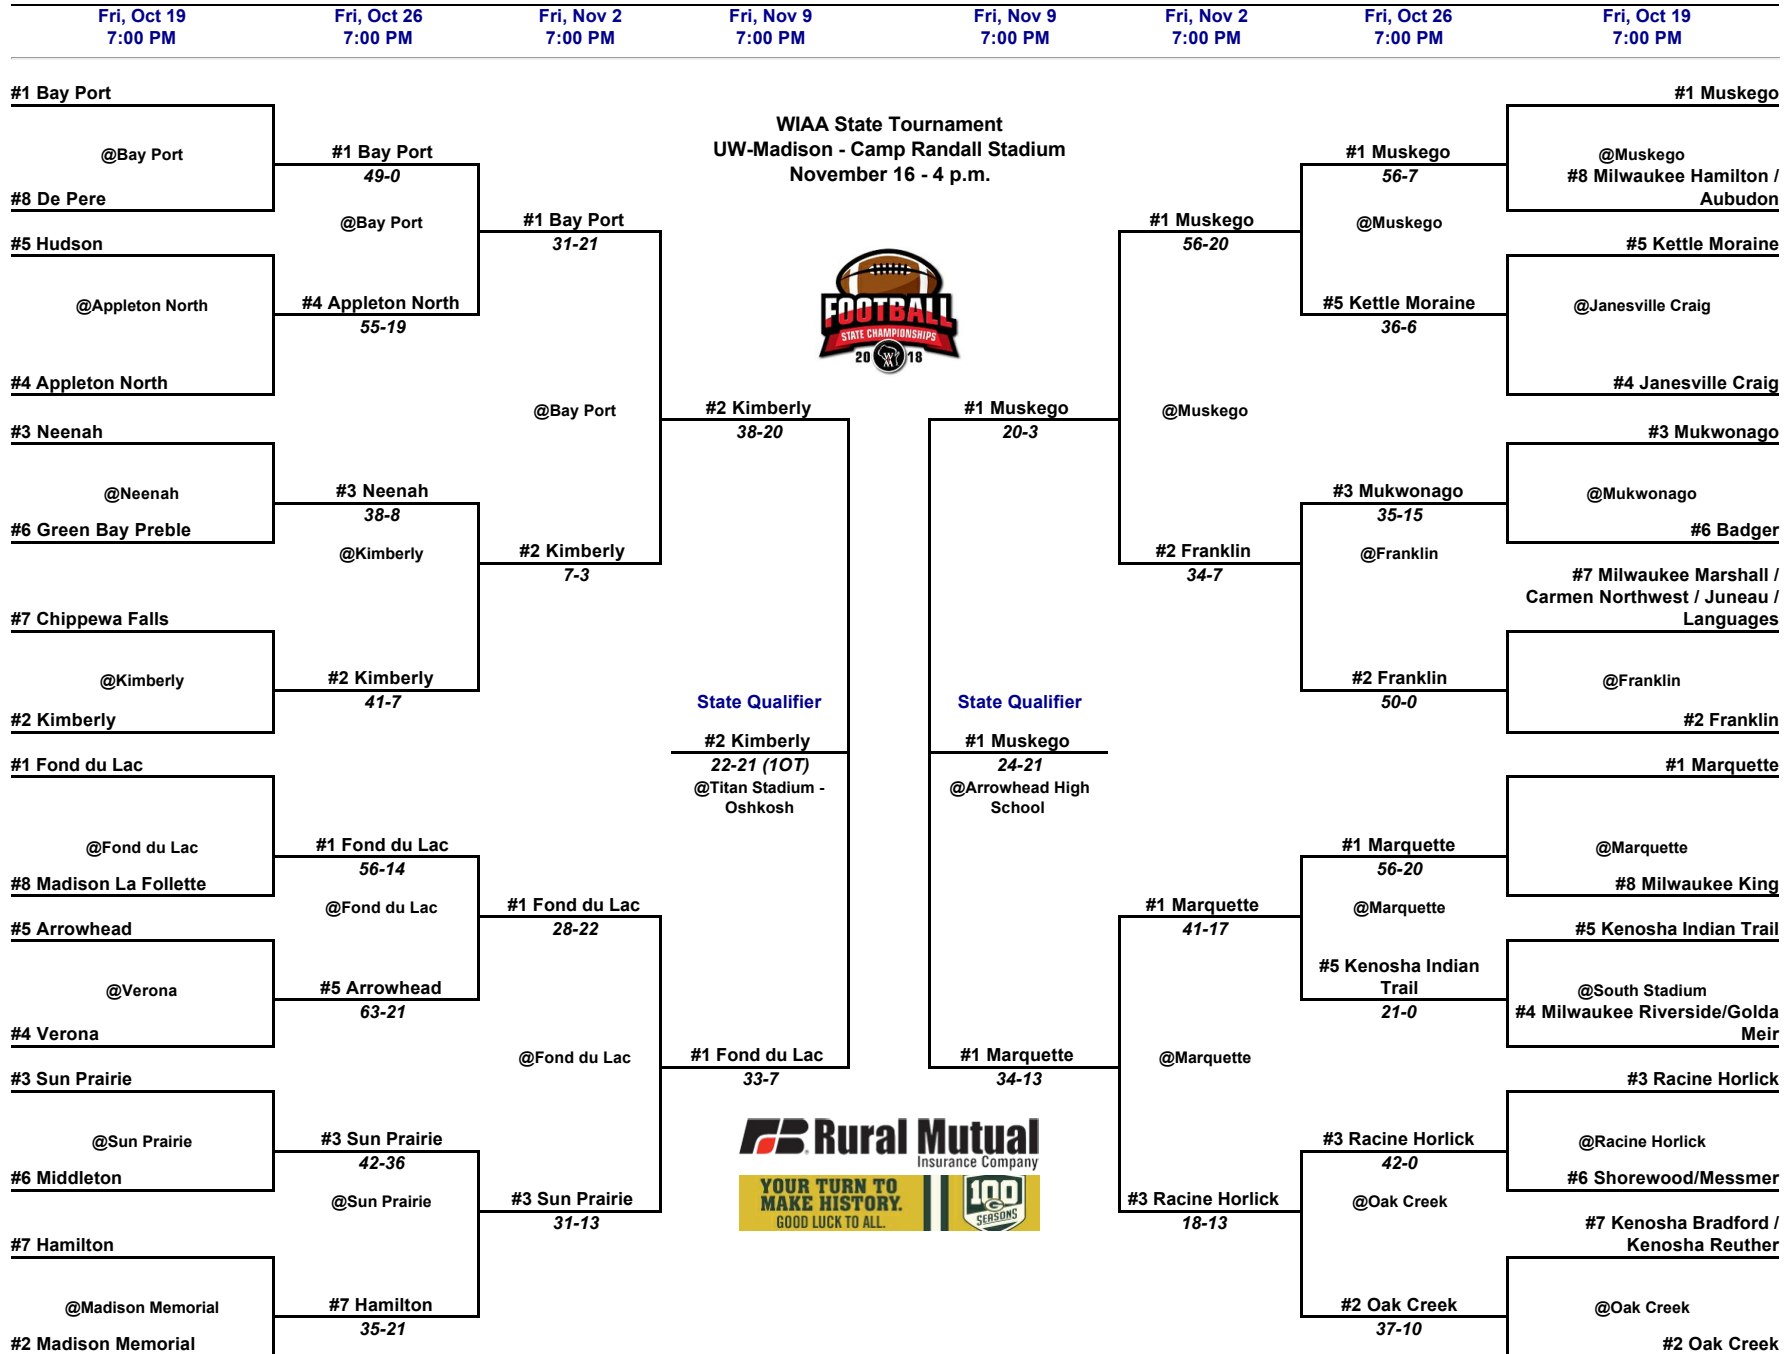 Fri, Oct 19
7:00 PM
Fri, Oct 26
7:00 PM
Fri, Nov 2
7:00 PM
Fri, Nov 9
7:00 PM
Fri, Nov 9
7:00 PM
Fri, Nov 2
7:00 PM
Fri, Oct 26
7:00 PM
Fri, Oct 19
7:00 PM
#1 Bay Port
@Bay Port
#8 De Pere
#5 Hudson
@Appleton North
#4 Appleton North
#3 Neenah
@Neenah
#6 Green Bay Preble
#7 Chippewa Falls
@Kimberly
#2 Kimberly
#1 Fond du Lac
@Fond du Lac
#8 Madison La Follette
#5 Arrowhead
@Verona
#4 Verona
#3 Sun Prairie
@Sun Prairie
#6 Middleton
#7 Hamilton
@Madison Memorial
#2 Madison Memorial
#1 Bay Port
49-0
@Bay Port
#4 Appleton North
55-19
#3 Neenah
38-8
@Kimberly
#2 Kimberly
41-7
#1 Fond du Lac
56-14
@Fond du Lac
#5 Arrowhead
63-21
#3 Sun Prairie
42-36
@Sun Prairie
#7 Hamilton
35-21
#1 Bay Port
31-21
@Bay Port
#2 Kimberly
7-3
#1 Fond du Lac
28-22
@Fond du Lac
#3 Sun Prairie
31-13
WIAA State Tournament
UW-Madison - Camp Randall Stadium
November 16 - 4 p.m.
FOOTBALL
STATE CHAMPIONSHIPS
20 18
#2 Kimberly
38-20
State Qualifier
#2 Kimberly
22-21 (1OT)
@Titan Stadium -
Oshkosh
#1 Fond du Lac
33-7
#1 Muskego
20-3
State Qualifier
#1 Muskego
24-21
@Arrowhead High
School
#1 Marquette
34-13
Rural Mutual
Insurance Company
YOUR TURN TO
MAKE HISTORY.
GOOD LUCK TO ALL.
100
G
SEASONS
#1 Muskego
56-20
@Muskego
#2 Franklin
34-7
#1 Marquette
41-17
@Marquette
#3 Racine Horlick
18-13
#1 Muskego
56-7
@Muskego
#5 Kettle Moraine
36-6
#3 Mukwonago
35-15
@Franklin
#2 Franklin
50-0
#1 Marquette
56-20
@Marquette
#5 Kenosha Indian
Trail
21-0
#3 Racine Horlick
42-0
@Oak Creek
#2 Oak Creek
37-10
#1 Muskego
@Muskego
#8 Milwaukee Hamilton /
Aubudon
#5 Kettle Moraine
@Janesville Craig
#4 Janesville Craig
#3 Mukwonago
@Mukwonago
#6 Badger
#7 Milwaukee Marshall /
Carmen Northwest / Juneau /
Languages
@Franklin
#2 Franklin
#1 Marquette
@Marquette
#8 Milwaukee King
#5 Kenosha Indian Trail
@South Stadium
#4 Milwaukee Riverside/Golda
Meir
#3 Racine Horlick
@Racine Horlick
#6 Shorewood/Messmer
#7 Kenosha Bradford /
Kenosha Reuther
@Oak Creek
#2 Oak Creek